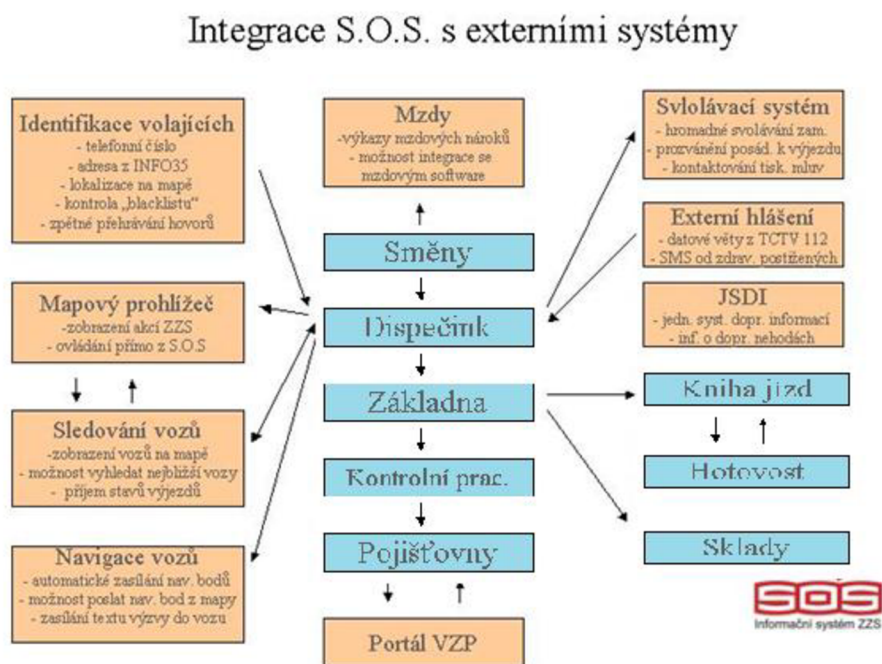 Integrace S.O.S. s externími systémy
Identifikace volajících
- telefonní číslo
- adresa z INFO35
- lokalizace na mapě
- kontrola „blacklistu“
- zpětné přehrávání hovorů
Mapový prohlížeč
-zobrazení akcí ZZS
- ovládání přímo z S.O.S
Sledování vozů
-zobrazení vozů na mapě
- možnost vyhledat nejbližší vozy
- příjem stavů výjezdů
Navigace vozů
- automatické zasílání nav. bodů
- možnost poslat nav. bod z mapy
- zasílání textu výzvy do vozu
Mzdy
-výkazy mzdových nároků
- možnost integrace se
mzdovým software
Směny
Dispečink
Základna
Kontrolní prac.
Pojišťovny
Portál VZP
Svlolávací systém
- hromadné svolávání zam.
- prozvánění posád. k výjezdu
- kontaktování tisk. mluv
Externí hlášení
- datové věty z TCTV 112
- SMS od zdrav. postižených
JSDI
- jedn. syst. dopr. informací
- inf. o dopr. nehodách
Kniha jízd
Hotovost
Sklady
SOS
Informační systém ZZS